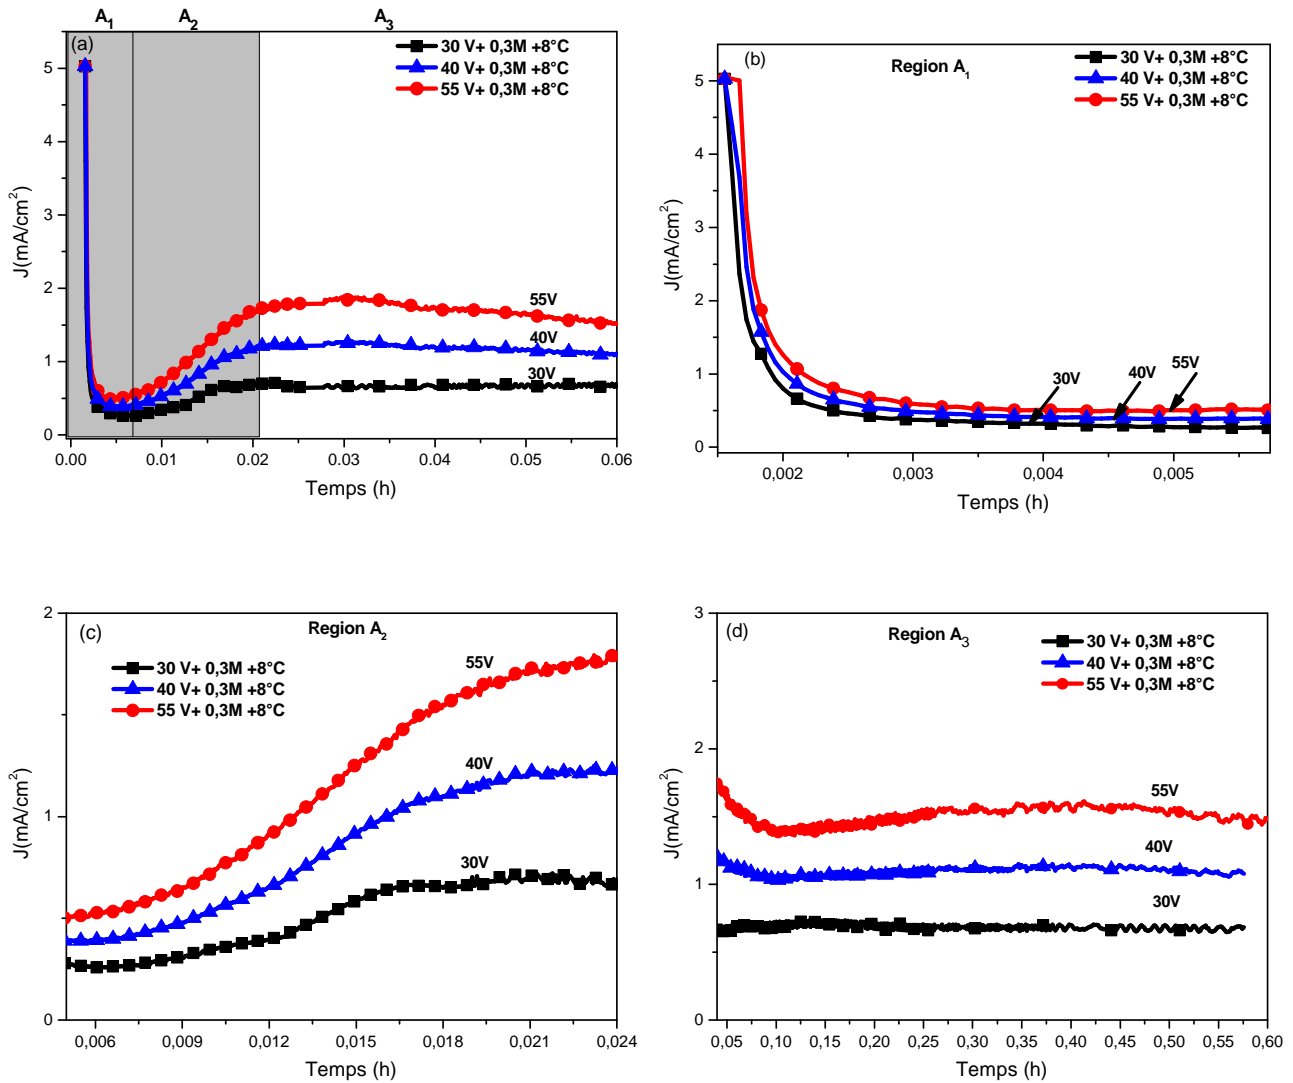 A1 A2 A3
(a)
30 V+ 0,3M +8°C
40 V+ 0,3M +8°C
55 V+ 0,3M +8°C
5
4
3
2
1
0
J(mA/cm²)
55V
40V
30V
0.00 0.01 0.02 0.03 0.04 0.05 0.06
Temps (h)
(b)
Region A1
30 V+ 0,3M +8°C
40 V+ 0,3M +8°C
55 V+ 0,3M +8°C
5
4
3
2
1
0
J(mA/cm²)
30V 40V 55V
0,002 0,003 0,004 0,005
Temps (h)
(c)
Region A2
30 V+ 0,3M +8°C
40 V+ 0,3M +8°C
55 V+ 0,3M +8°C
2
1
0
J(mA/cm²)
55V
40V
30V
0,006 0,009 0,012 0,015 0,018 0,021 0,024
Temps (h)
(d)
Region A3
30 V+ 0,3M +8°C
40 V+ 0,3M +8°C
55 V+ 0,3M +8°C
3
2
1
0
J(mA/cm²)
55V
40V
30V
0,05 0,10 0,15 0,20 0,25 0,30 0,35 0,40 0,45 0,50 0,55 0,60
Temps (h)